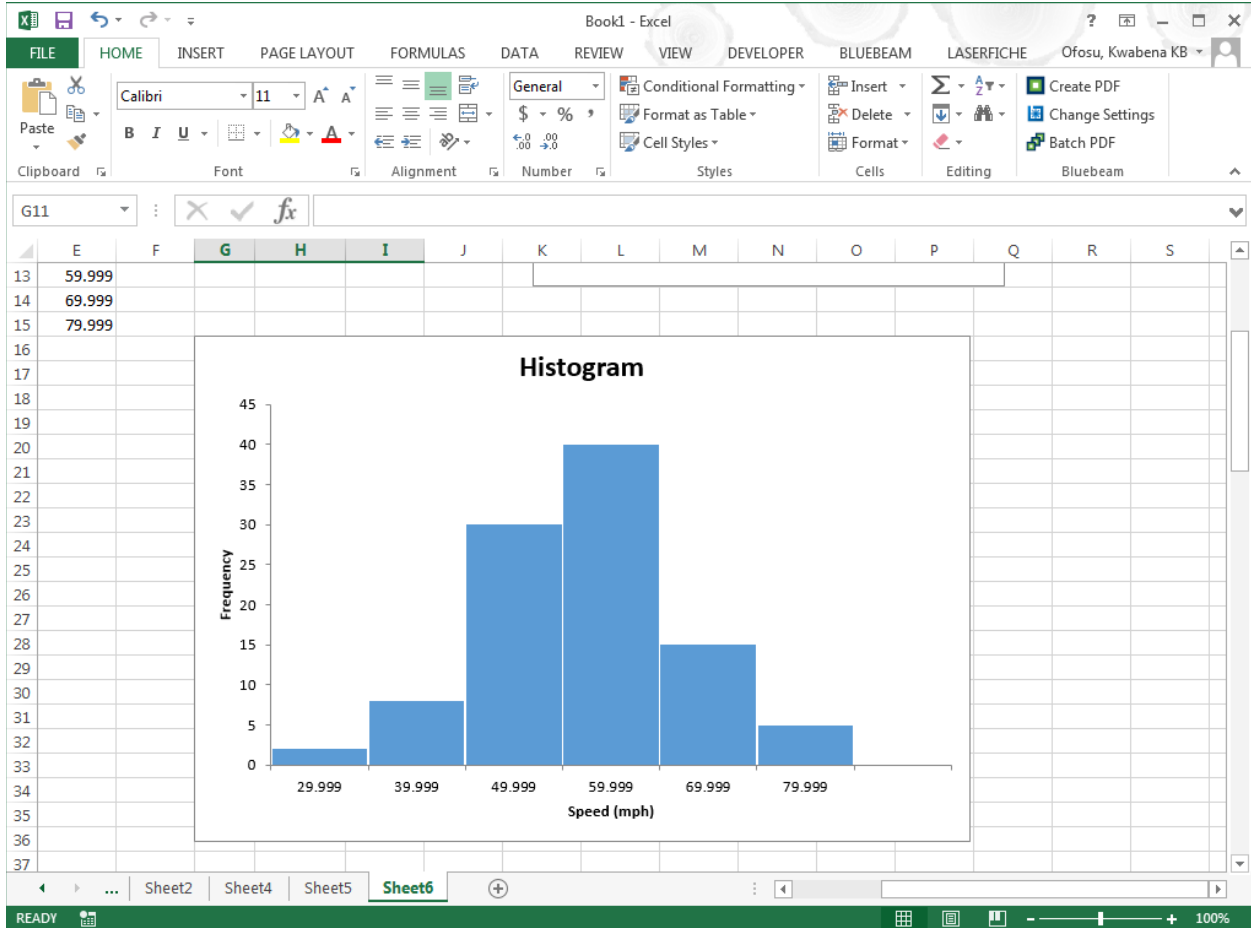 Book1 - Excel
?
FILE HOME INSERT PAGE LAYOUT FORMULAS DATA REVIEW VIEW DEVELOPER BLUEBEAM LASERFICHE Ofosu, Kwabena KB
Calibri 11 A A General Conditional Formatting Insert Σ A Z Create PDF
Paste B I U A $ % , Format as Table Delete Change Settings
.0 .00 .00 .0 Cell Styles Format Batch PDF
Clipboard Font Alignment Number Styles Cells Editing Bluebeam
G11 fx
E F G H I J K L M N O P Q R S
13 59.999
14 69.999
15 79.999
16
17
18
19
20
21
22
23
24
25
26
27
28
29
30
31
32
33
34
35
36
37
Histogram
45
40
35
30
25
20
15
10
5
0
Frequency
29.999 39.999 49.999 59.999 69.999 79.999
Speed (mph)
... Sheet2 Sheet4 Sheet5 Sheet6
READY 100%